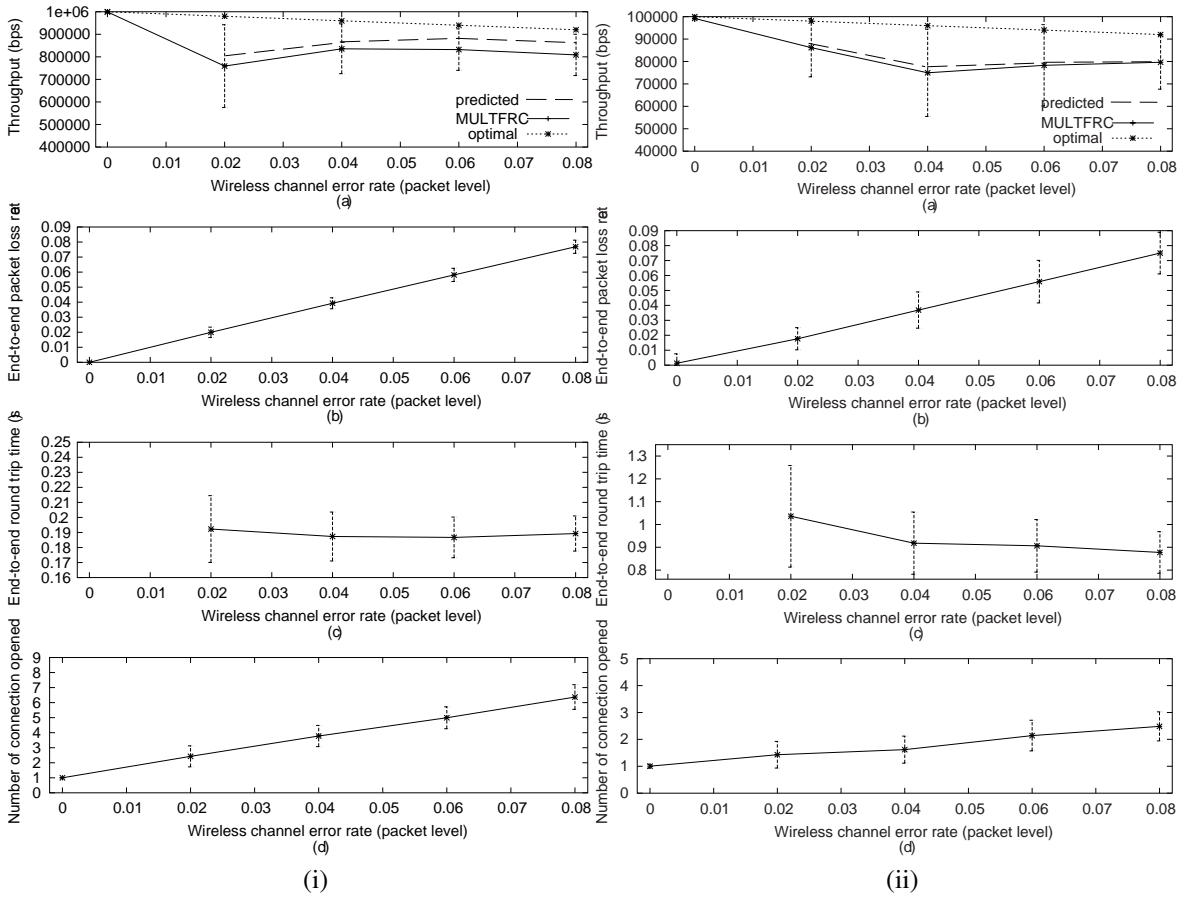 Throughput (bps)
1e+06
900000
800000
700000
600000
500000
400000
predicted
MULTFRC
optimal
0 0.01 0.02 0.03 0.04 0.05 0.06 0.07 0.08
Wireless channel error rate (packet level)
(a)
End-to-end packet loss rat
0.09
0.08
0.07
0.06
0.05
0.04
0.03
0.02
0.01
0
0 0.01 0.02 0.03 0.04 0.05 0.06 0.07 0.08
Wireless channel error rate (packet level)
(b)
End-to-end round trip time (s
0.25
0.24
0.23
0.22
0.21
0.2
0.19
0.18
0.17
0.16
0 0.01 0.02 0.03 0.04 0.05 0.06 0.07 0.08
Wireless channel error rate (packet level)
(c)
Number of connection opened
9
8
7
6
5
4
3
2
1
0
0 0.01 0.02 0.03 0.04 0.05 0.06 0.07 0.08
Wireless channel error rate (packet level)
(d)
(i)
Throughput (bps)
100000
90000
80000
70000
60000
50000
40000
predicted
MULTFRC
optimal
0 0.01 0.02 0.03 0.04 0.05 0.06 0.07 0.08
Wireless channel error rate (packet level)
(a)
End-to-end packet loss rat
0.09
0.08
0.07
0.06
0.05
0.04
0.03
0.02
0.01
0
0 0.01 0.02 0.03 0.04 0.05 0.06 0.07 0.08
Wireless channel error rate (packet level)
(b)
End-to-end round trip time (s
1.3
1.2
1.1
1
0.9
0.8
0 0.01 0.02 0.03 0.04 0.05 0.06 0.07 0.08
Wireless channel error rate (packet level)
(c)
Number of connection opened
5
4
3
2
1
0
0 0.01 0.02 0.03 0.04 0.05 0.06 0.07 0.08
Wireless channel error rate (packet level)
(d)
(ii)